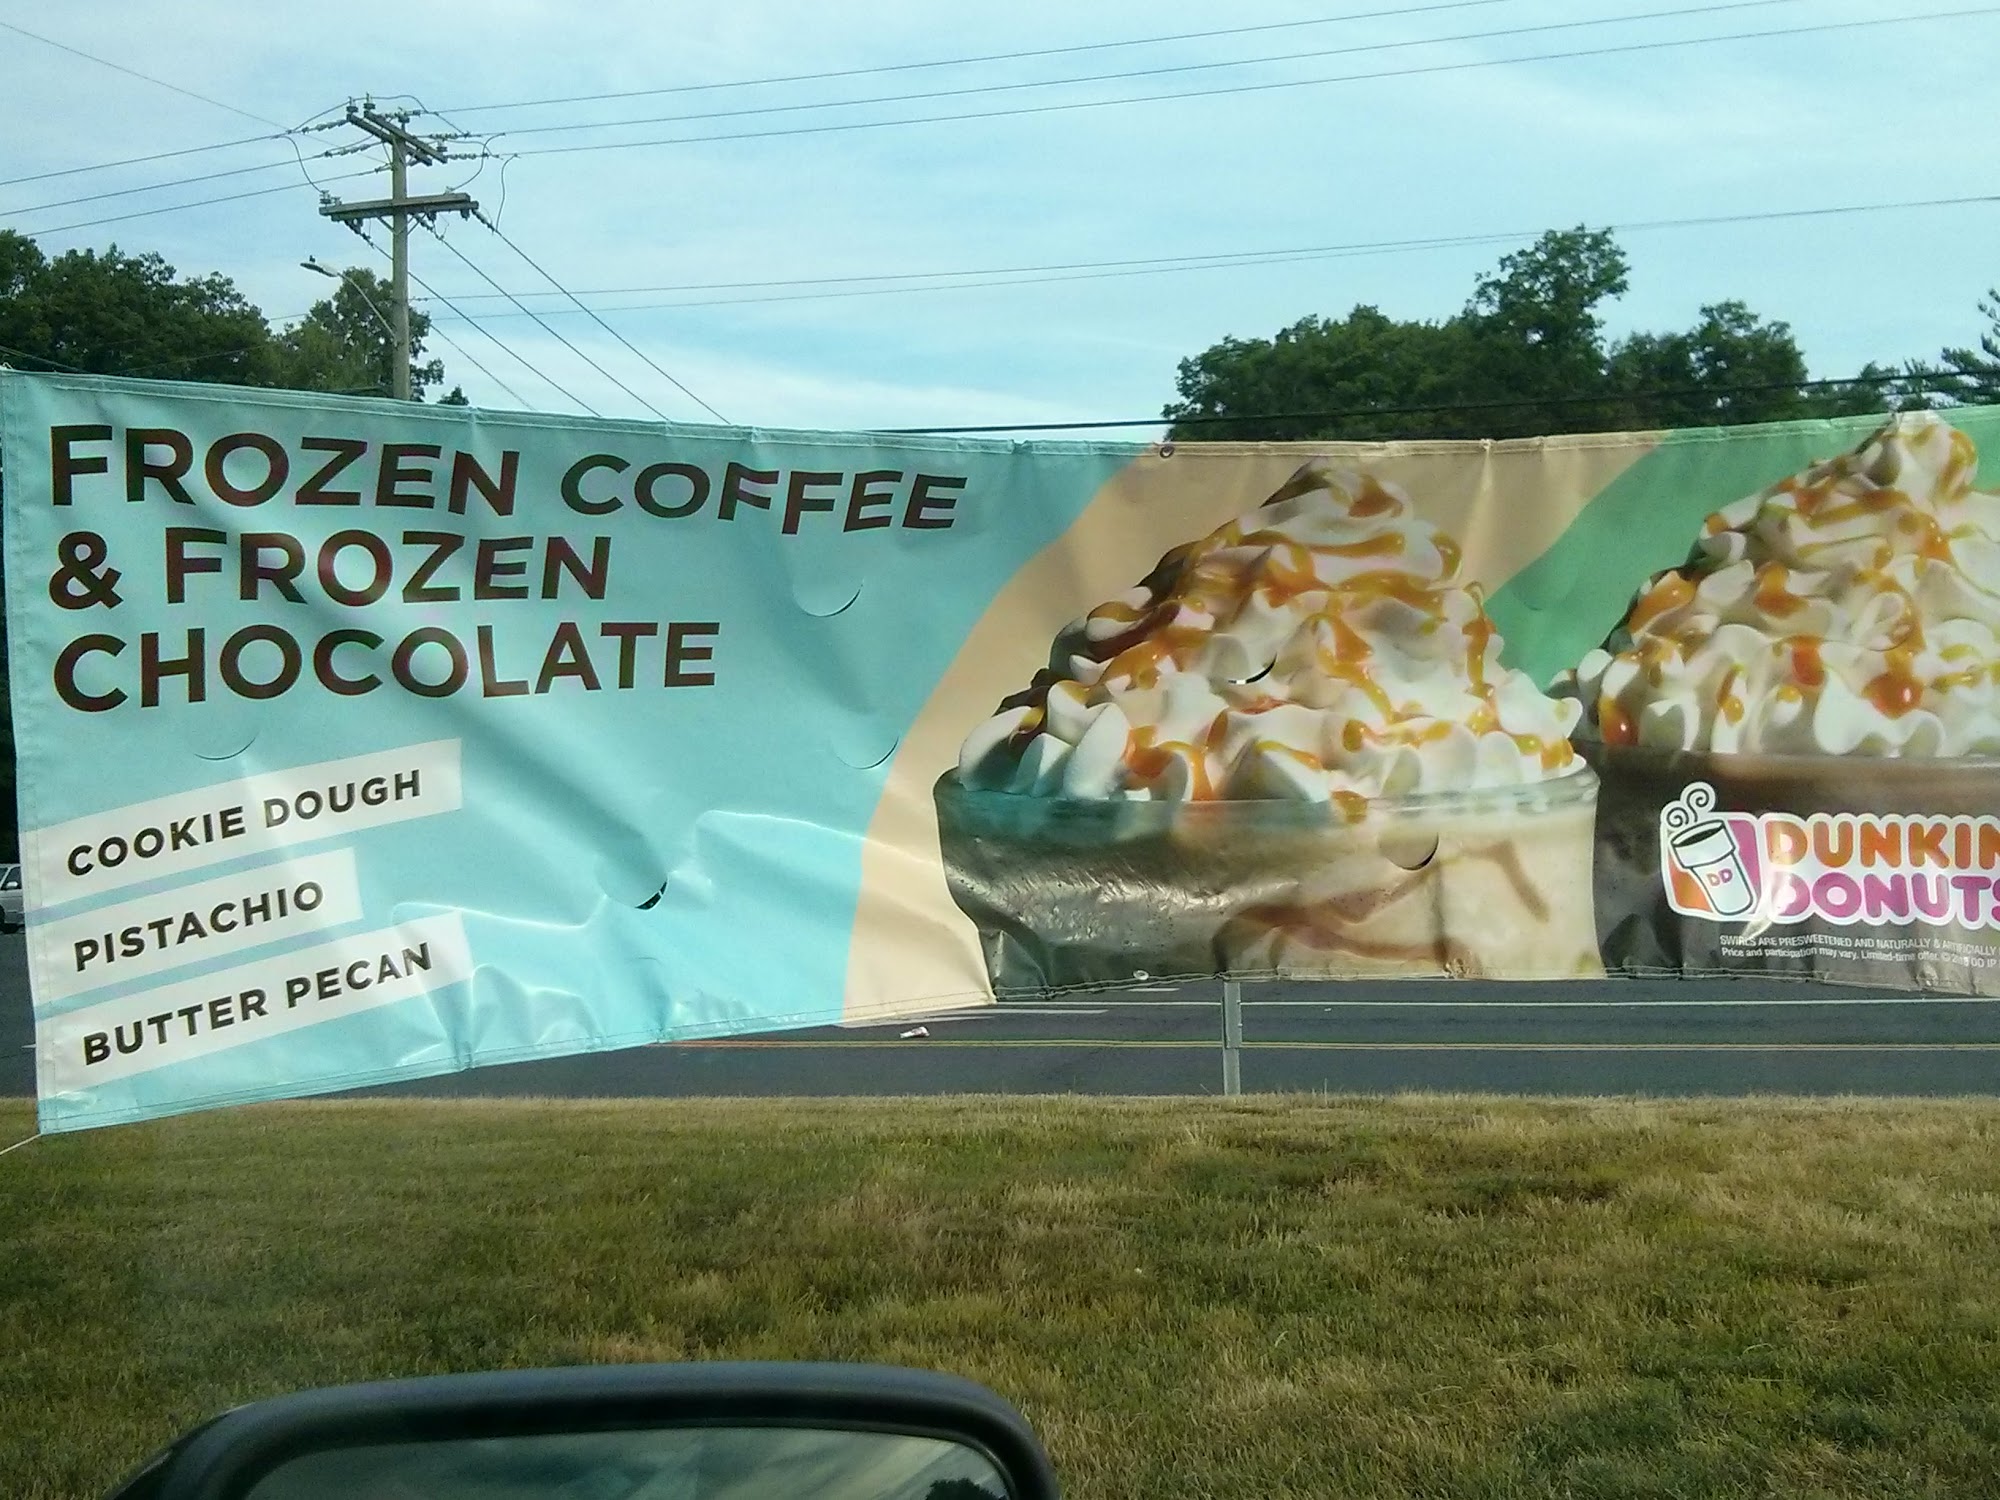 FROZEN COFFEE
& FROZEN
CHOCOLATE
COOKIE DOUGH
PISTACHIO
BUTTER PECAN
DD
DUNKIN
DONUTS
SWIRLS ARE PRESWEETENED AND NATURALLY & ARTIFICIALLY
Price and participation may vary. Limited-time offer. ©